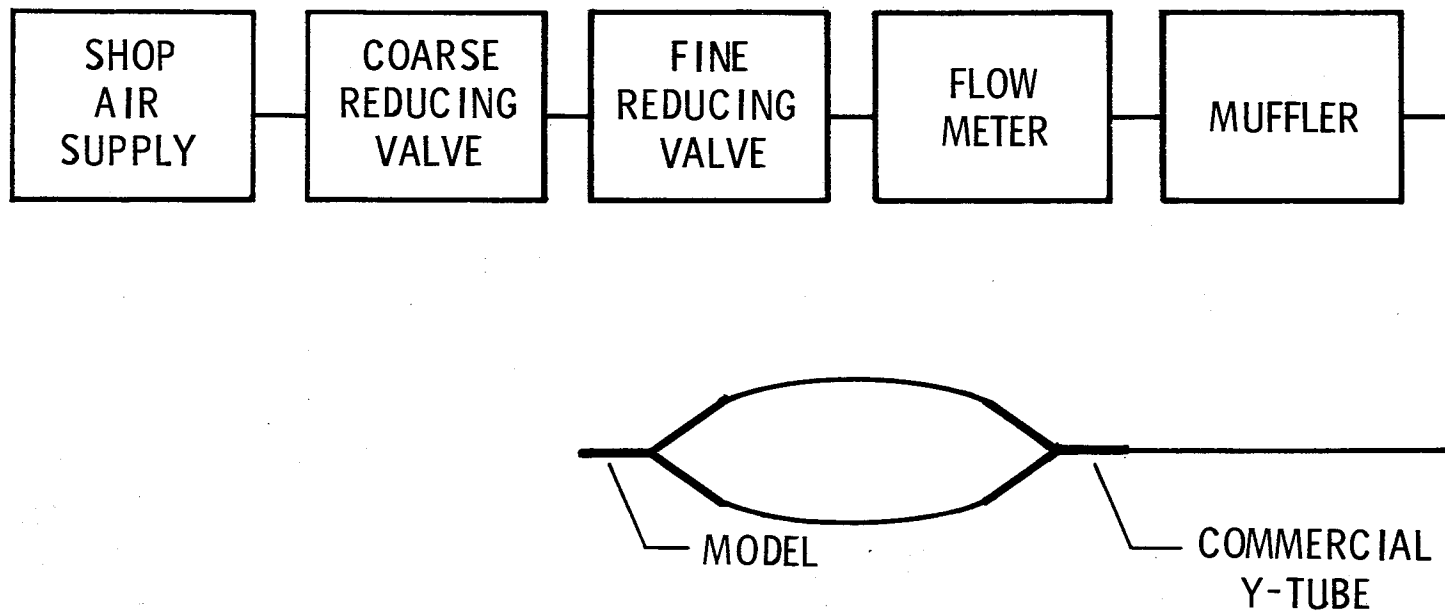 SHOP
AIR
SUPPLY
COARSE
REDUCING
VALVE
FINE
REDUCING
VALVE
FLOW
METER
MUFFLER
MODEL
COMMERCIAL
Y-TUBE